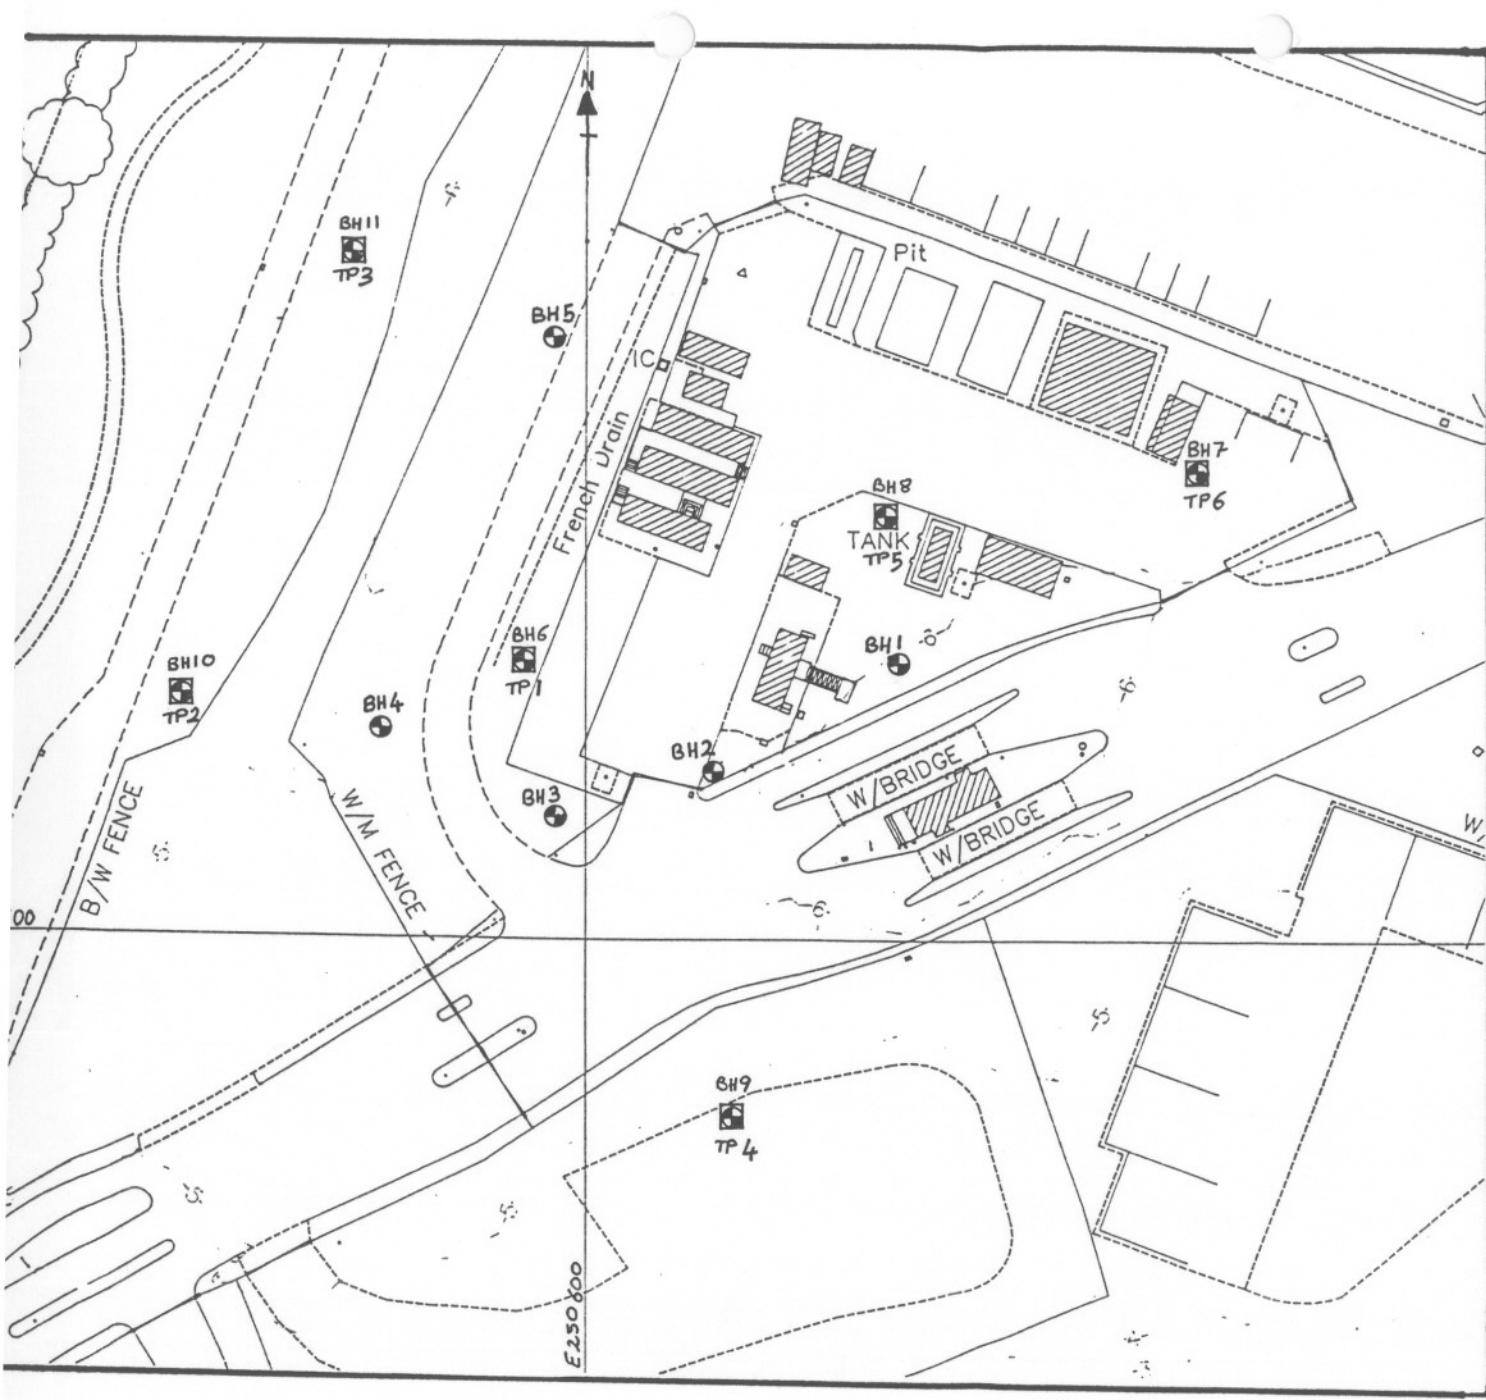 N
BH11
TP3
Pit
BH5
IC
French Drain
BH7
TP6
BH8
TANK
TP5
BH6
TP1
BH1
BH10
TP2
BH4
BH2
BH3
W/BRIDGE
W/BRIDGE
B/W FENCE
W/M FENCE
W/
00
BH9
TP4
E250600